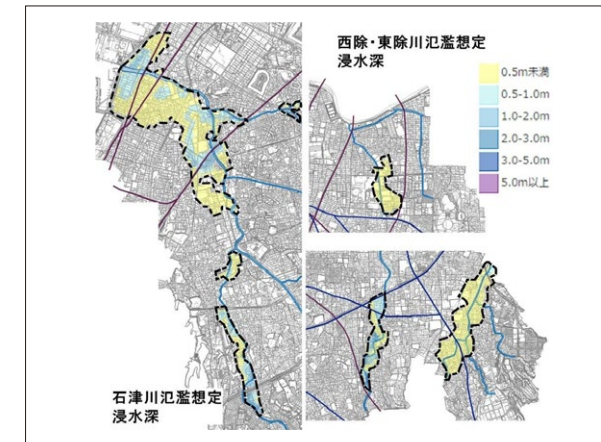 西除・東除川氾濫想定
浸水深
0.5m未満
0.5-1.0m
1.0-2.0m
2.0-3.0m
3.0-5.0m
5.0m以上
石津川氾濫想定
浸水深